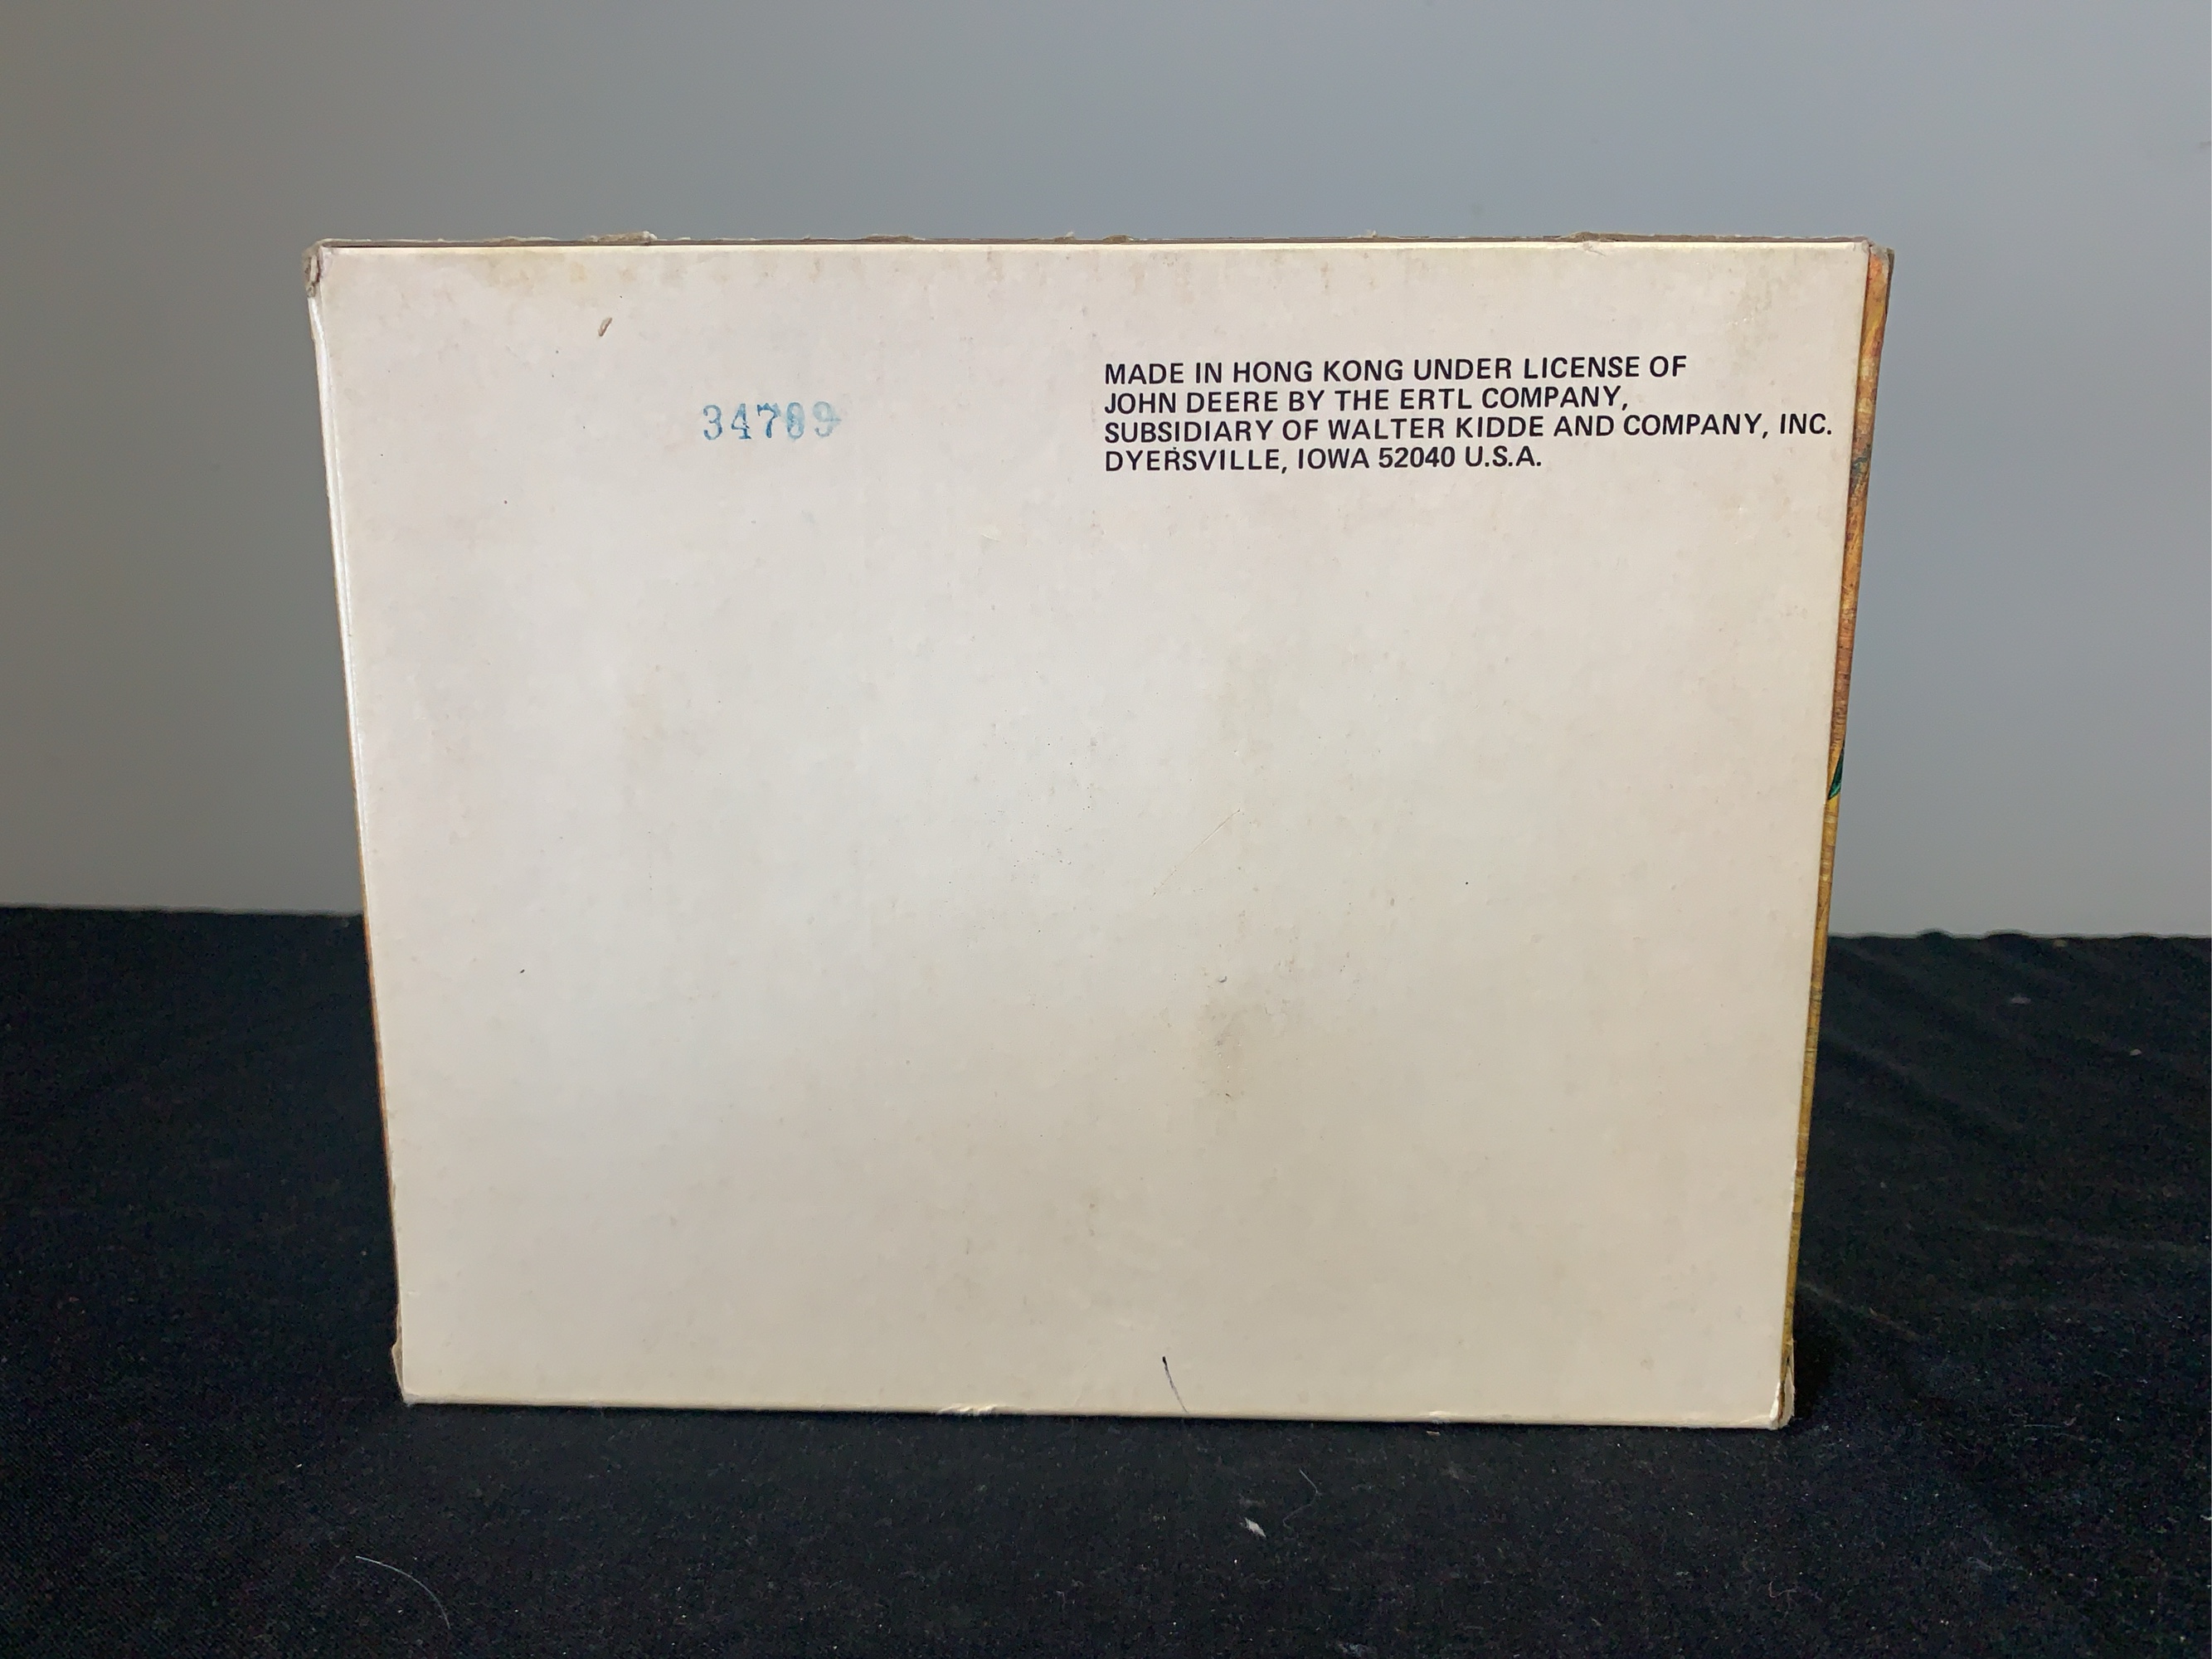 MADE IN HONG KONG UNDER LICENSE OF
JOHN DEERE BY THE ERTL COMPANY,
SUBSIDIARY OF WALTER KIDDE AND COMPANY, INC.
DYERSVILLE, IOWA 52040 U.S.A.